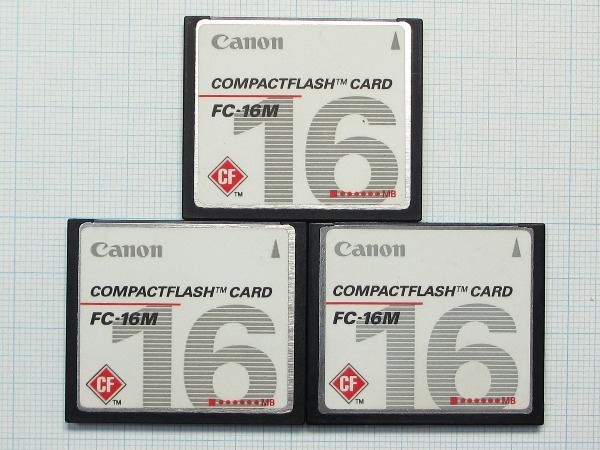 Canon
COMPACTFLASH™ CARD
FC-16M
16
CF
TM
MB
Canon
COMPACTFLASH™ CARD
FC-16M
16
CF
TM
MB
Canon
COMPACTFLASH™ CARD
FC-16M
16
CF
TM
MB